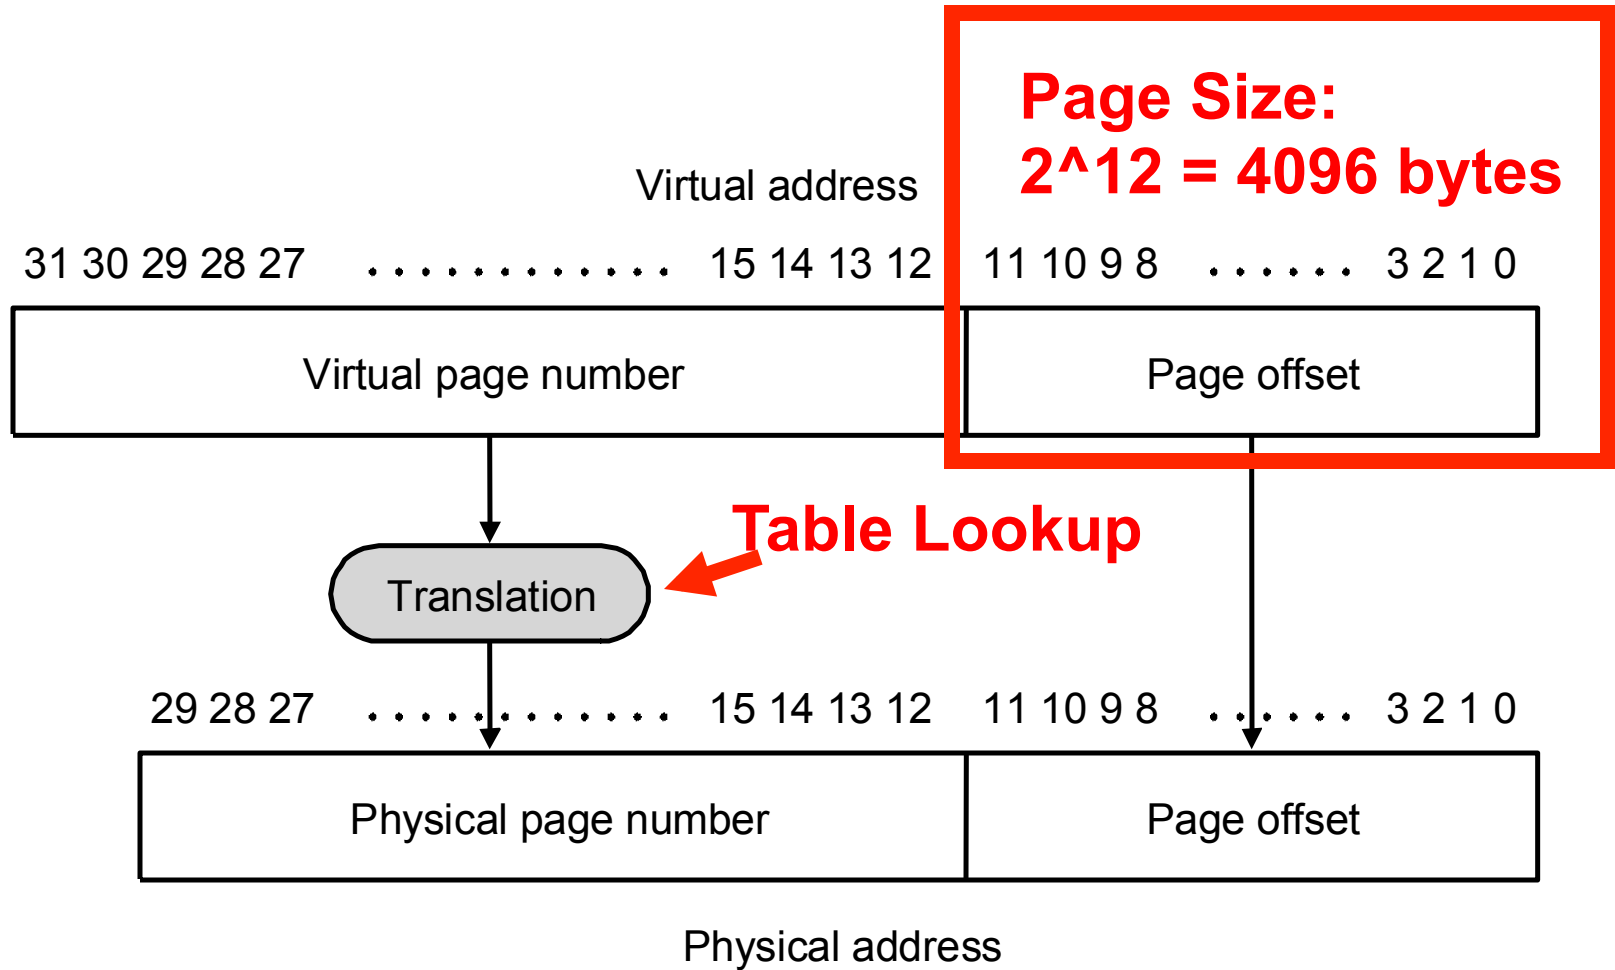 Page Size:
2^12 = 4096 bytes
Virtual address
31 30 29 28 27 ............ 15 14 13 12 11 10 9 8 ...... 3 2 1 0
Virtual page number Page offset
Table Lookup
Translation
29 28 27 ............ 15 14 13 12 11 10 9 8 ...... 3 2 1 0
Physical page number Page offset
Physical address